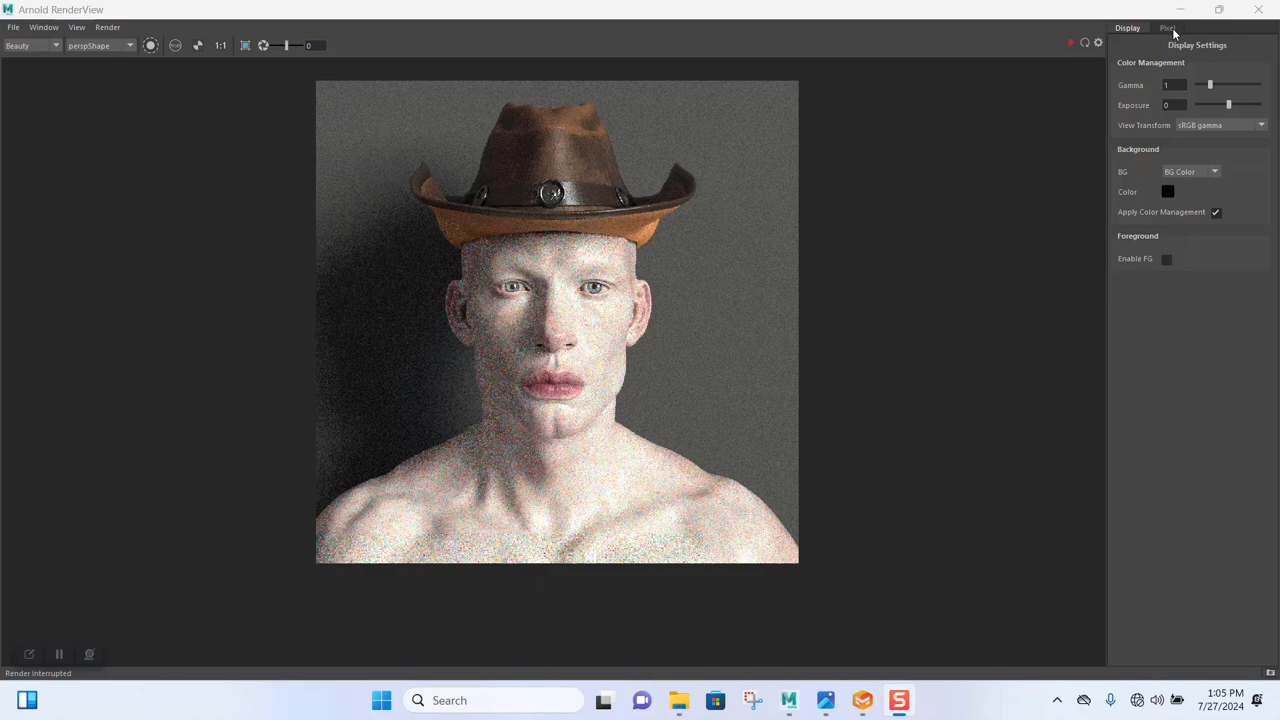 Arnold RenderView
File Window View Render
Display Pixel
Beauty perspShape 1:1 0
Display Settings
Color Management
Gamma 1
Exposure 0
View Transform sRGB gamma
Background
BG BG Color
Color
Apply Color Management
Foreground
Enable FG
Render Interrupted
Search
1:05 PM
7/27/2024